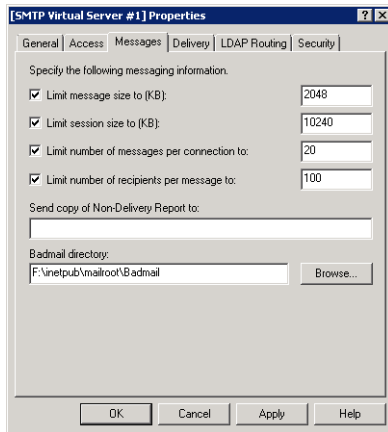 [SMTP Virtual Server #1] Properties
General Access Messages Delivery LDAP Routing Security
Specify the following messaging information.
Limit message size to (KB): 2048
Limit session size to (KB): 10240
Limit number of messages per connection to: 20
Limit number of recipients per message to: 100
Send copy of Non-Delivery Report to:
Badmail directory:
F:\inetpub\mailroot\Badmail Browse...
OK Cancel Apply Help